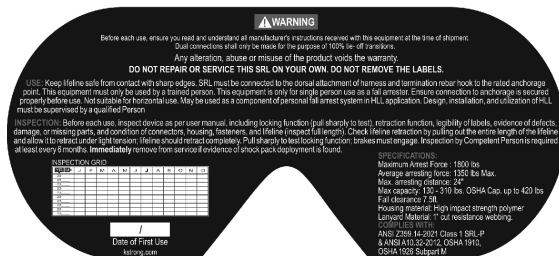 WARNING
Before each use, ensure you read and understand all manufacturer's instructions received with this equipment at the time of shipment.
Dual connections shall only be made for the purpose of 100% tie- off transitions.
Any alteration, abuse or misuse of the product voids the warranty.
DO NOT REPAIR OR SERVICE THIS SRL ON YOUR OWN. DO NOT REMOVE THE LABELS.
USE: Keep lifeline safe from contact with sharp edges. SRL must be connected to the dorsal attachment of harness and termination rebar hook to the rated anchorage
point. This equipment must only be used by a trained person. This equipment is only for single person use as a fall arrester. Ensure connection to anchorage is secured
properly before use. Not suitable for horizontal use. May be used as a component of personal fall arrest system in HLL application. Design, installation, and utilization of HLL
must be supervised by a qualified Person
INSPECTION: Before each use, inspect device as per user manual, including locking function (pull sharply to test), retraction function, legibility of labels, evidence of defects,
damage, or missing parts, and condition of connectors, housing, fasteners, and lifeline (inspect full length). Check lifeline retraction by pulling out the entire length of the lifeline
and allow it to retract under light tension; lifeline should retract completely. Pull sharply to test locking function; brakes must engage. Inspection by Competent Person is required
at least every 6 months. Immediately remove from service if evidence of shock pack deployment is found.
INSPECTION GRID
J F M A M J J A S O N D
/
Date of First Use
kstrong.com
SPECIFICATIONS:
Maximum Arrest Force : 1800 lbs
Average arresting force: 1350 lbs Max.
Max. arresting distance: 24"
Max capacity: 130 - 310 lbs. OSHA Cap. up to 420 lbs
Fall clearance 7.5ft.
Housing material: High impact strength polymer
Lanyard Material: 1" cut resistance webbing.
COMPLIES WITH:
ANSI Z359.14-2021 Class 1 SRL-P
& ANSI A10.32-2012, OSHA 1910,
OSHA 1926 Subpart M